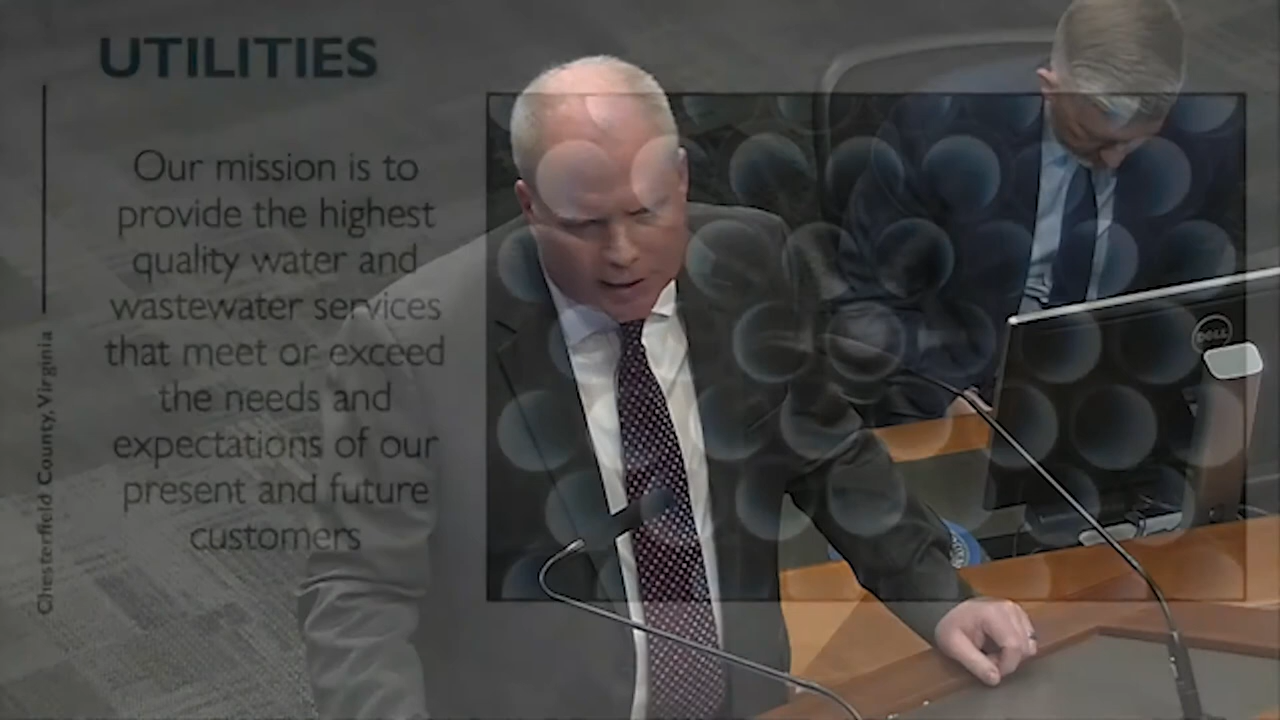 UTILITIES
Our mission is to
provide the highest
quality water and
wastewater services
that meet or exceed
the needs and
expectations of our
present and future
customers
Chesterfield County, Virginia
DELL